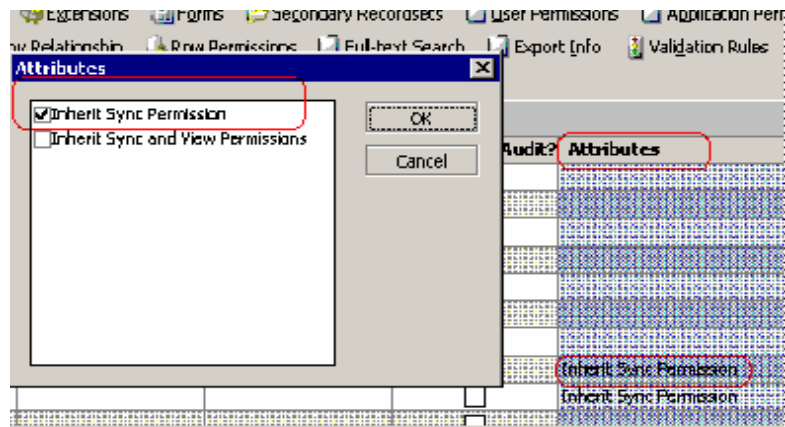 Extensions Forms Secondary Recordsets User Permissions Application Per
Relationship Row Permissions Full-text Search Export Info Validation Rules
Attributes
Inherit Sync Permission
OK
Inherit Sync and View Permissions
Cancel
Audit? Attributes
Inherit Sync Permission
Inherit Sync Permission